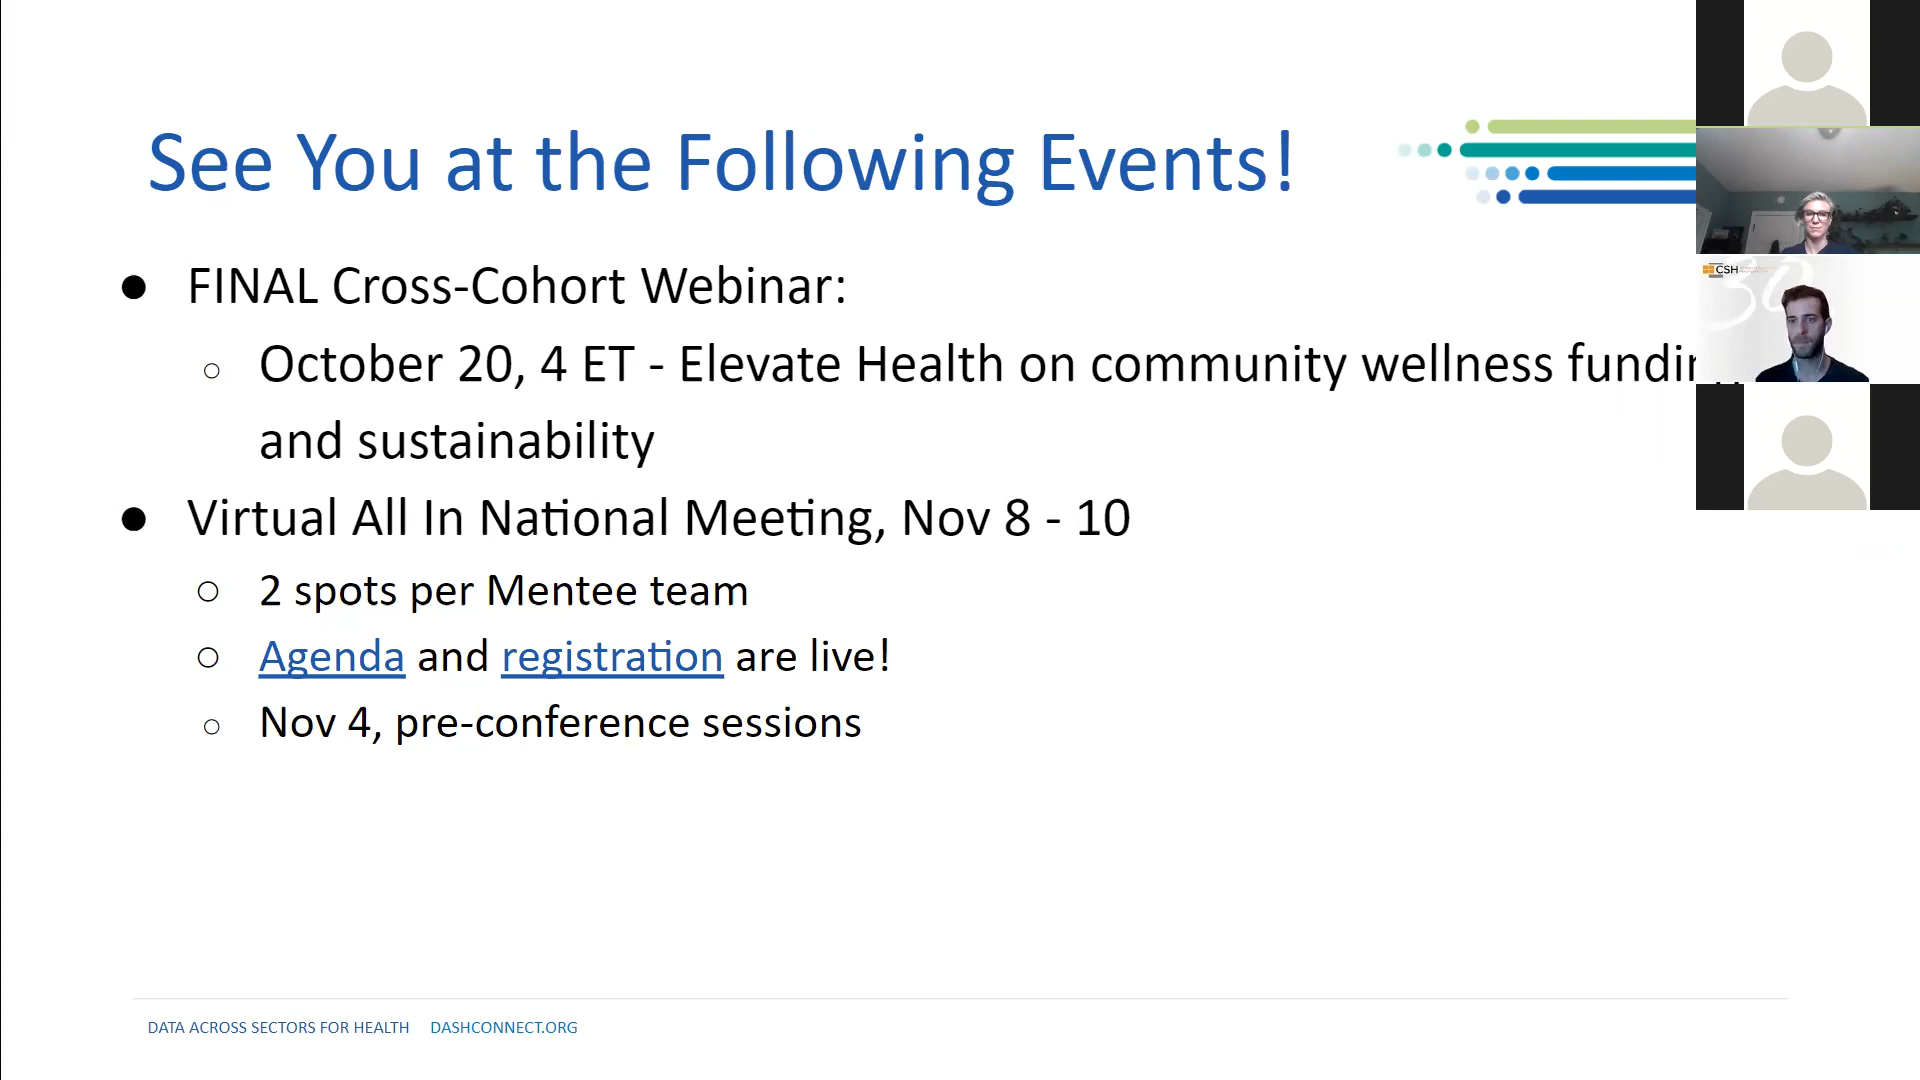 See You at the Following Events!
● FINAL Cross-Cohort Webinar:
○ October 20, 4 ET - Elevate Health on community wellness
and sustainability
● Virtual All In National Meeting, Nov 8 - 10
○ 2 spots per Mentee team
○ Agenda and registration are live!
○ Nov 4, pre-conference sessions
CSH
30
DATA ACROSS SECTORS FOR HEALTH DASHCONNECT.ORG